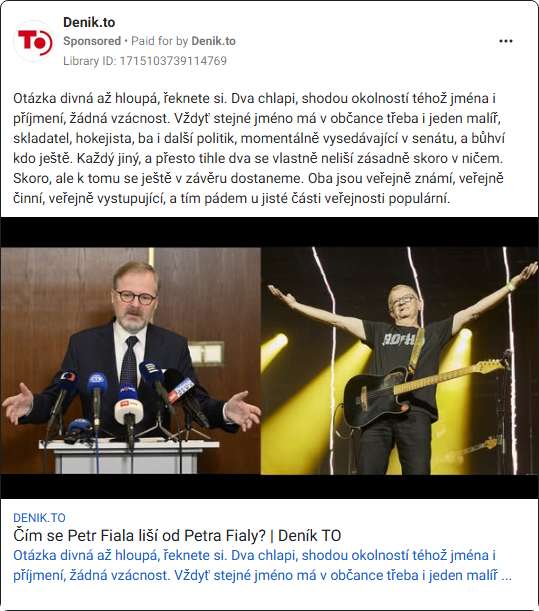 Denik.to
Sponsored • Paid for by Denik.to
Library ID: 1715103739114769
TO
Otázka divná až hloupá, řeknete si. Dva chlapi, shodou okolností téhož jména i
příjmení, žádná vzácnost. Vždyť stejné jméno má v občance třeba i jeden malíř,
skladatel, hokejista, ba i další politik, momentálně vysedávající v senátu, a bůhví
kdo ještě. Každý jiný, a přesto tihle dva se vlastně neliší zásadně skoro v ničem.
Skoro, ale k tomu se ještě v závěru dostaneme. Oba jsou veřejně známí, veřejně
činní, veřejně vystupující, a tím pádem u jisté části veřejnosti populární.
DENIK.TO
Čím se Petr Fiala liší od Petra Fialy? | Deník TO
Otázka divná až hloupá, řeknete si. Dva chlapi, shodou okolností téhož jména i
příjmení, žádná vzácnost. Vždyť stejné jméno má v občance třeba i jeden malíř ...